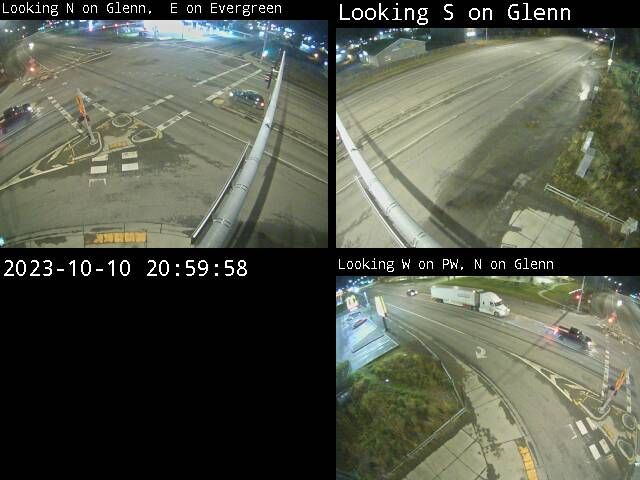 Looking N on Glenn,  E on Evergreen
Looking S on Glenn
2023-10-10 20:59:58
Looking W on PW, N on Glenn